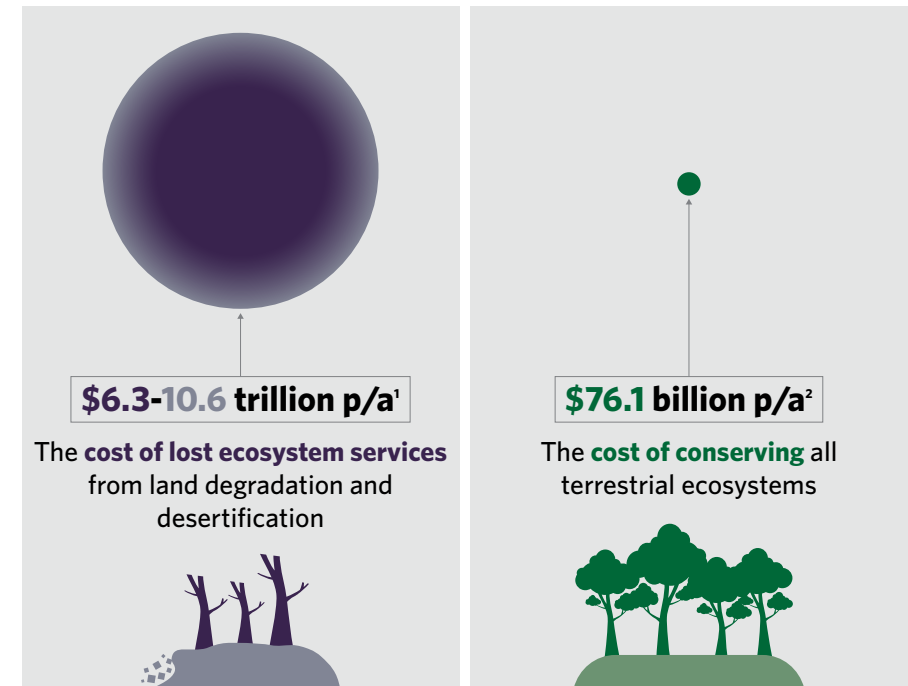 $6.3-10.6 trillion p/a¹
The cost of lost ecosystem services
from land degradation and
desertification
$76.1 billion p/a²
The cost of conserving all
terrestrial ecosystems